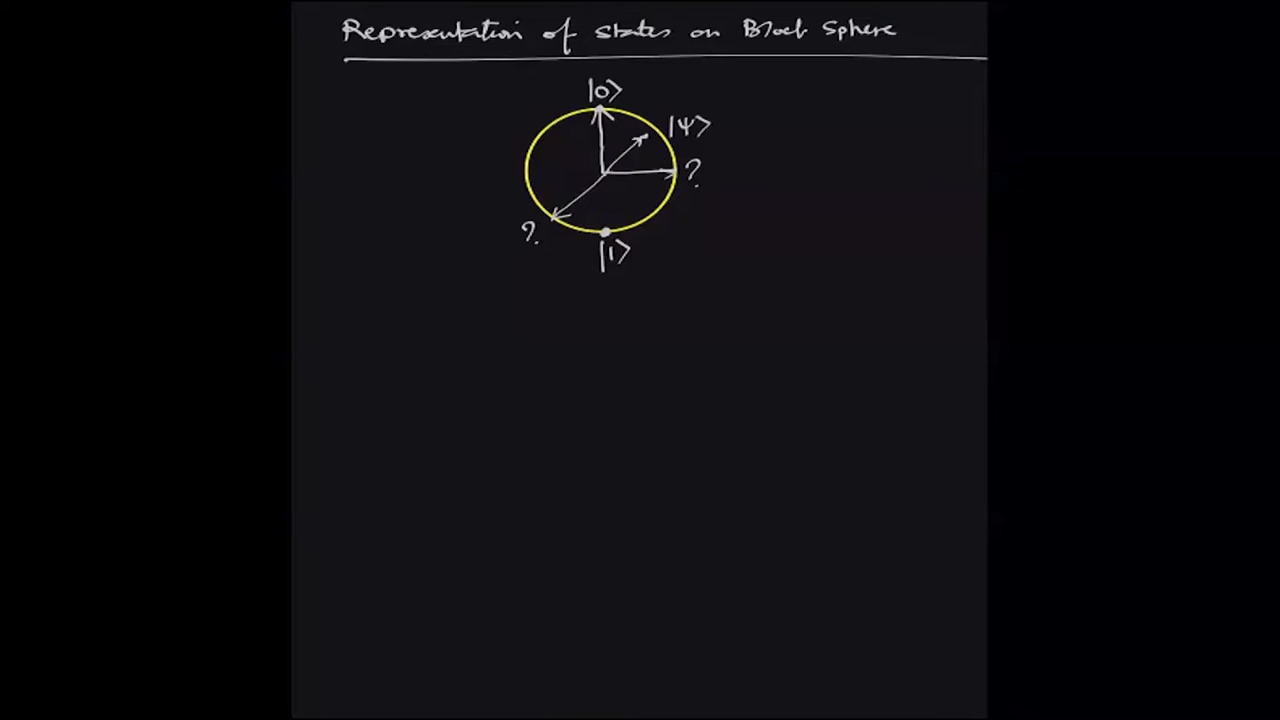 Representation of states on Bloch Sphere
|0>
|Ψ>
?
?
|1>